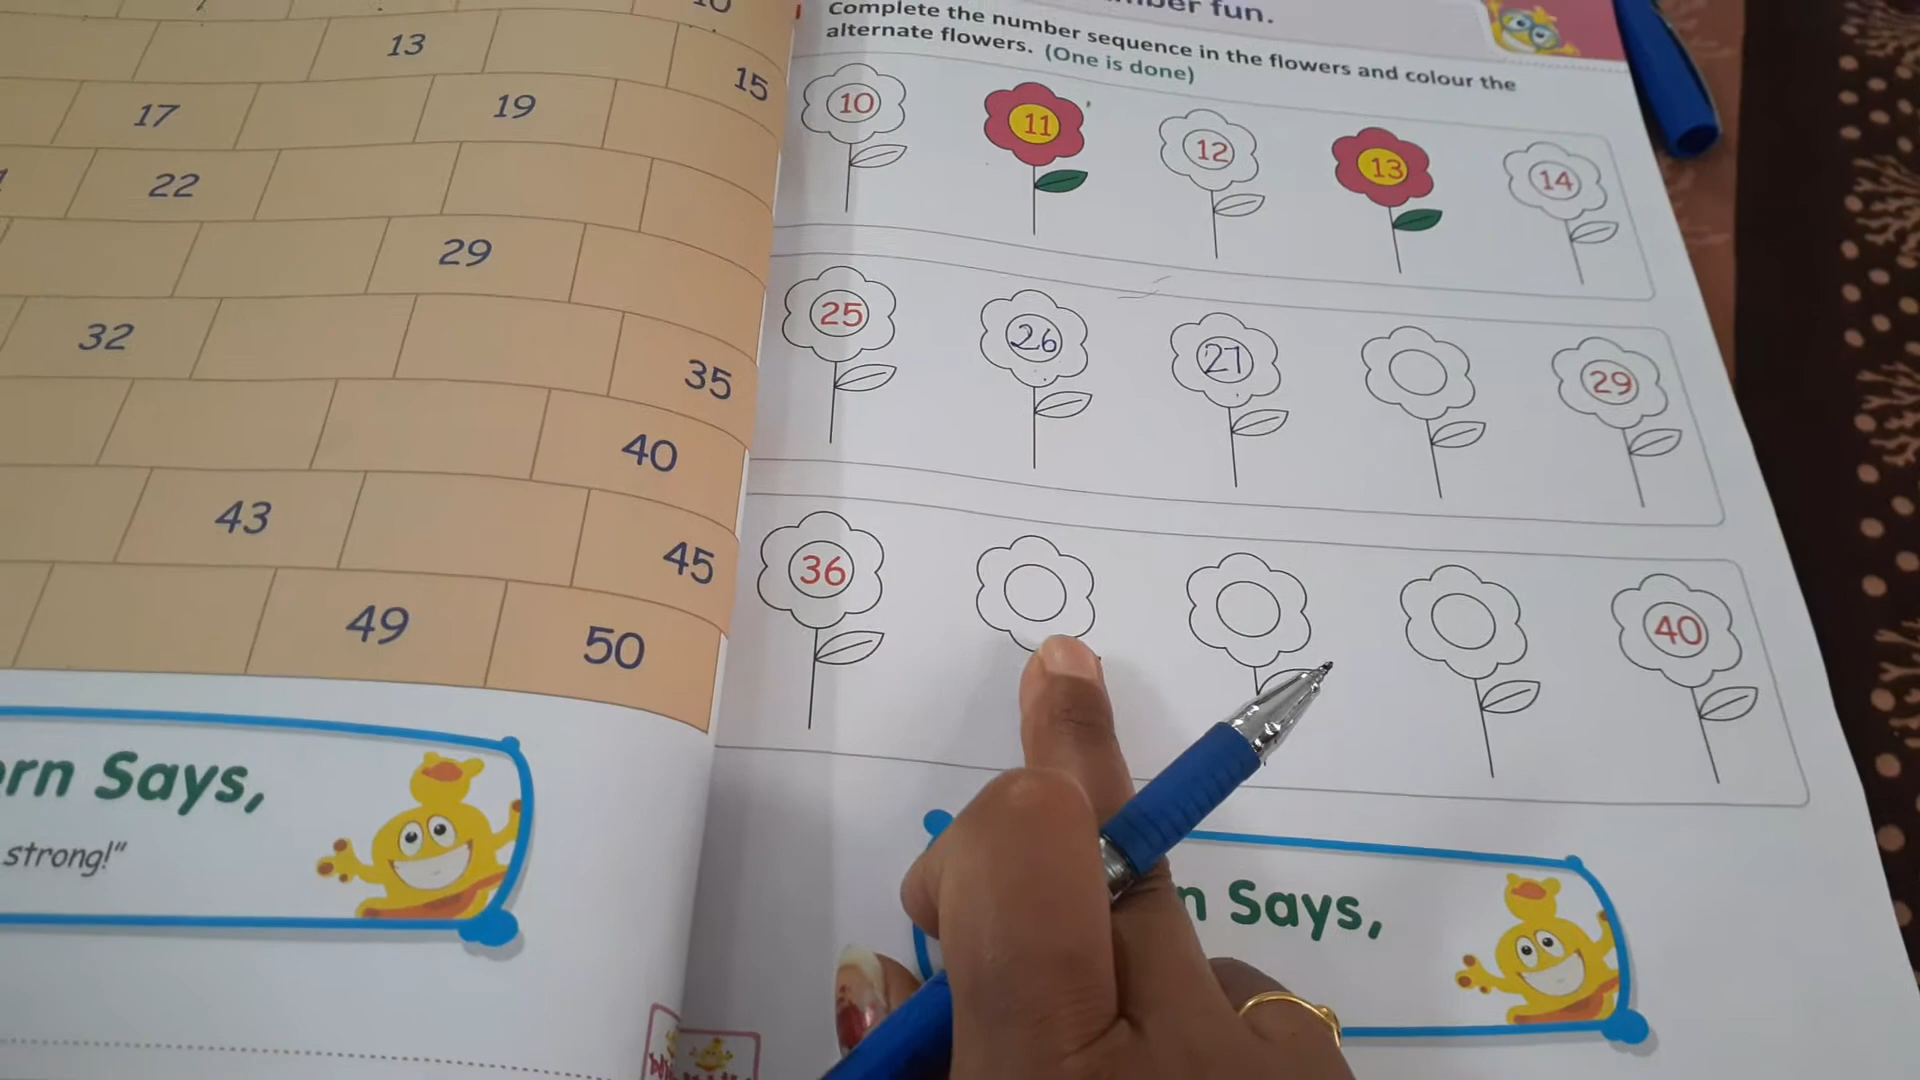 13
15
17 19
22
29
32
35
40
43
45
49 50
Says,
strong!"
fun.
Complete the number sequence in the flowers and colour the
alternate flowers. (One is done)
10 11 12 13 14
25 26 27 29
36 40
Says,